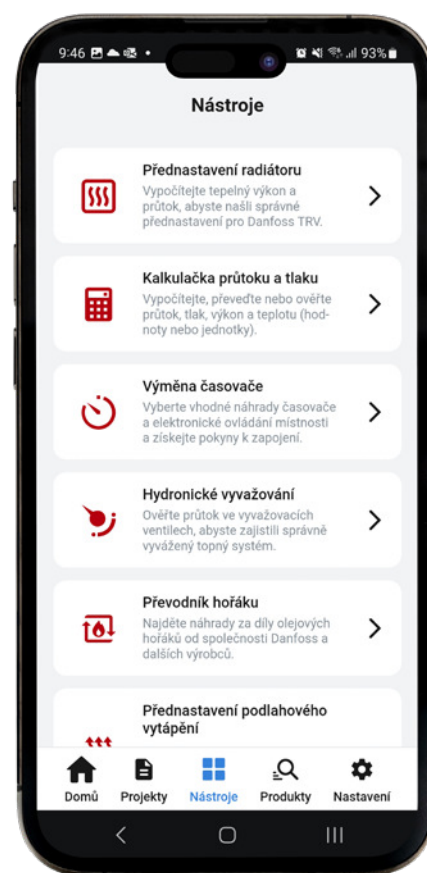 9:46
93%
Nástroje
Přednastavení radiátoru
Vypočítejte tepelný výkon a
průtok, abyste našli správné
přednastavení pro Danfoss TRV.
Kalkulačka průtoku a tlaku
Vypočítejte, převeďte nebo ověřte
průtok, tlak, výkon a teplotu (hod-
noty nebo jednotky).
Výměna časovače
Vyberte vhodné náhrady časovače
a elektronické ovládání místnosti
a získejte pokyny k zapojení.
Hydronické vyvažování
Ověřte průtok ve vyvažovacích
ventilech, abyste zajistili správně
vyvážený topný systém.
Převodník hořáku
Najděte náhrady za díly olejových
hořáků od společnosti Danfoss a
dalších výrobců.
Přednastavení podlahového
vytápění
Domů
Projekty
Nástroje
Produkty
Nastavení